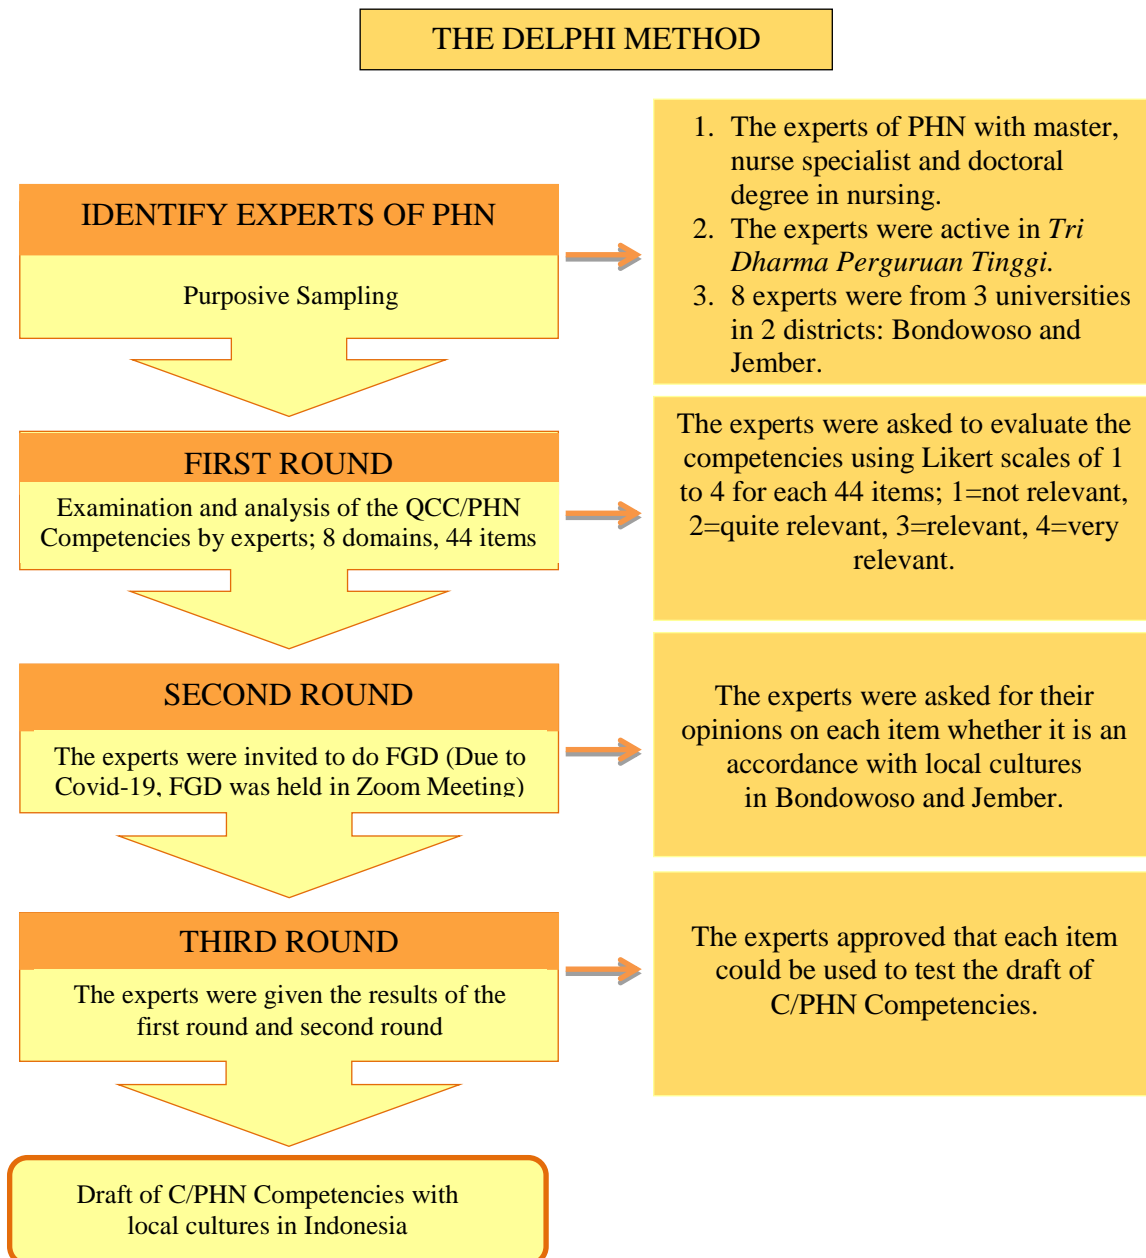 THE DELPHI METHOD
IDENTIFY EXPERTS OF PHN
Purposive Sampling
1. The experts of PHN with master,
nurse specialist and doctoral
degree in nursing.
2. The experts were active in Tri
Dharma Perguruan Tinggi.
3. 8 experts were from 3 universities
in 2 districts: Bondowoso and
Jember.
FIRST ROUND
Examination and analysis of the QCC/PHN
Competencies by experts; 8 domains, 44 items
The experts were asked to evaluate the
competencies using Likert scales of 1
to 4 for each 44 items; 1=not relevant,
2=quite relevant, 3=relevant, 4=very
relevant.
SECOND ROUND
The experts were invited to do FGD (Due to
Covid-19, FGD was held in Zoom Meeting)
The experts were asked for their
opinions on each item whether it is an
accordance with local cultures
in Bondowoso and Jember.
THIRD ROUND
The experts were given the results of the
first round and second round
The experts approved that each item
could be used to test the draft of
C/PHN Competencies.
Draft of C/PHN Competencies with
local cultures in Indonesia